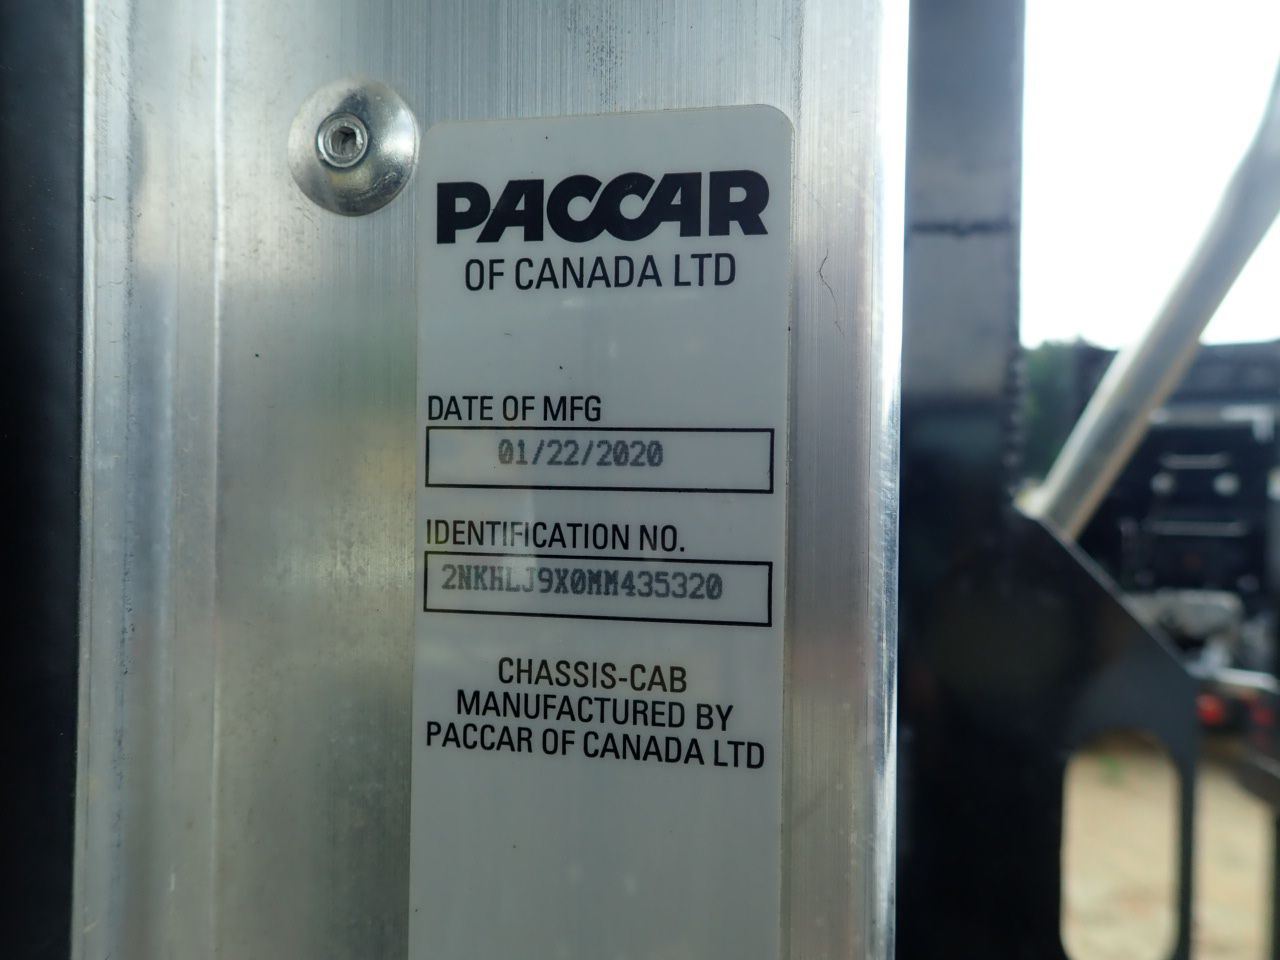 PACCAR
OF CANADA LTD
DATE OF MFG
01/22/2020
IDENTIFICATION NO.
2NKHLJ9X0MM435320
CHASSIS-CAB
MANUFACTURED BY
PACCAR OF CANADA LTD